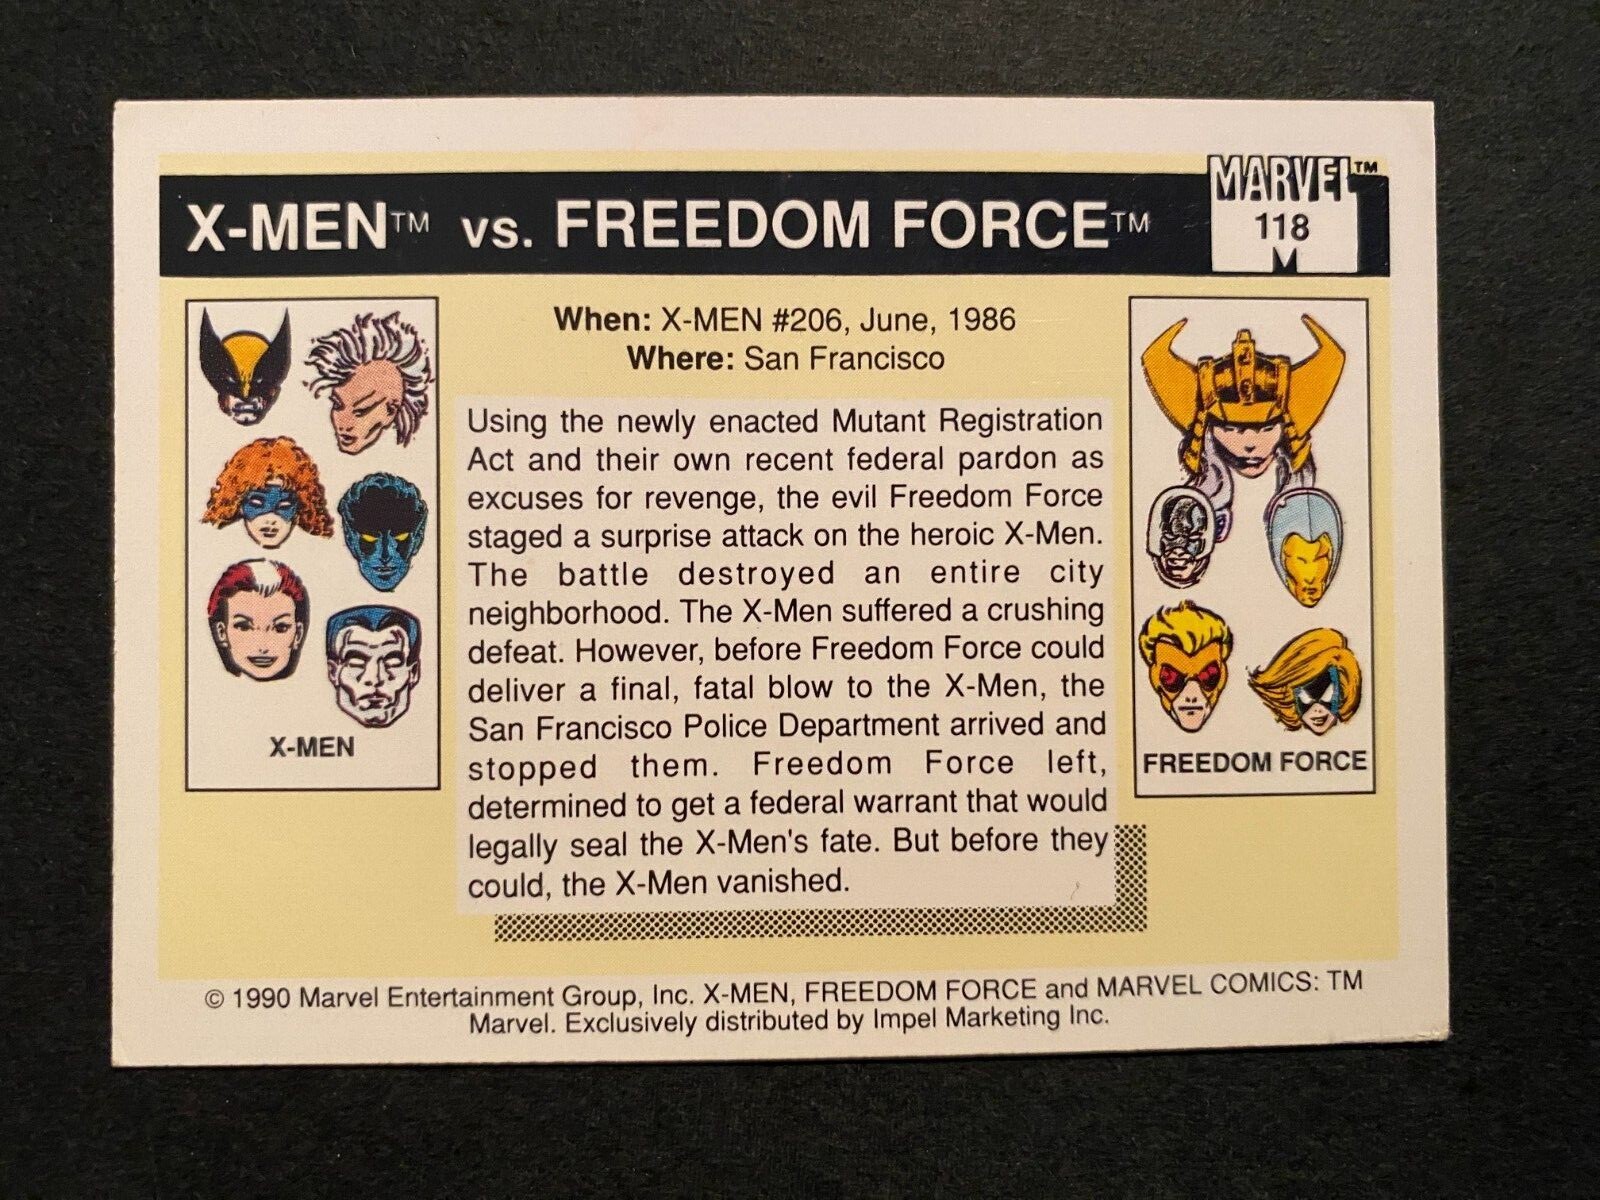 X-MEN™ vs. FREEDOM FORCE™
MARVEL™
118
M
When: X-MEN #206, June, 1986
Where: San Francisco
Using the newly enacted Mutant Registration
Act and their own recent federal pardon as
excuses for revenge, the evil Freedom Force
staged a surprise attack on the heroic X-Men.
The battle destroyed an entire city
neighborhood. The X-Men suffered a crushing
defeat. However, before Freedom Force could
deliver a final, fatal blow to the X-Men, the
San Francisco Police Department arrived and
stopped them. Freedom Force left,
determined to get a federal warrant that would
legally seal the X-Men's fate. But before they
could, the X-Men vanished.
X-MEN
FREEDOM FORCE
© 1990 Marvel Entertainment Group, Inc. X-MEN, FREEDOM FORCE and MARVEL COMICS: TM
Marvel. Exclusively distributed by Impel Marketing Inc.